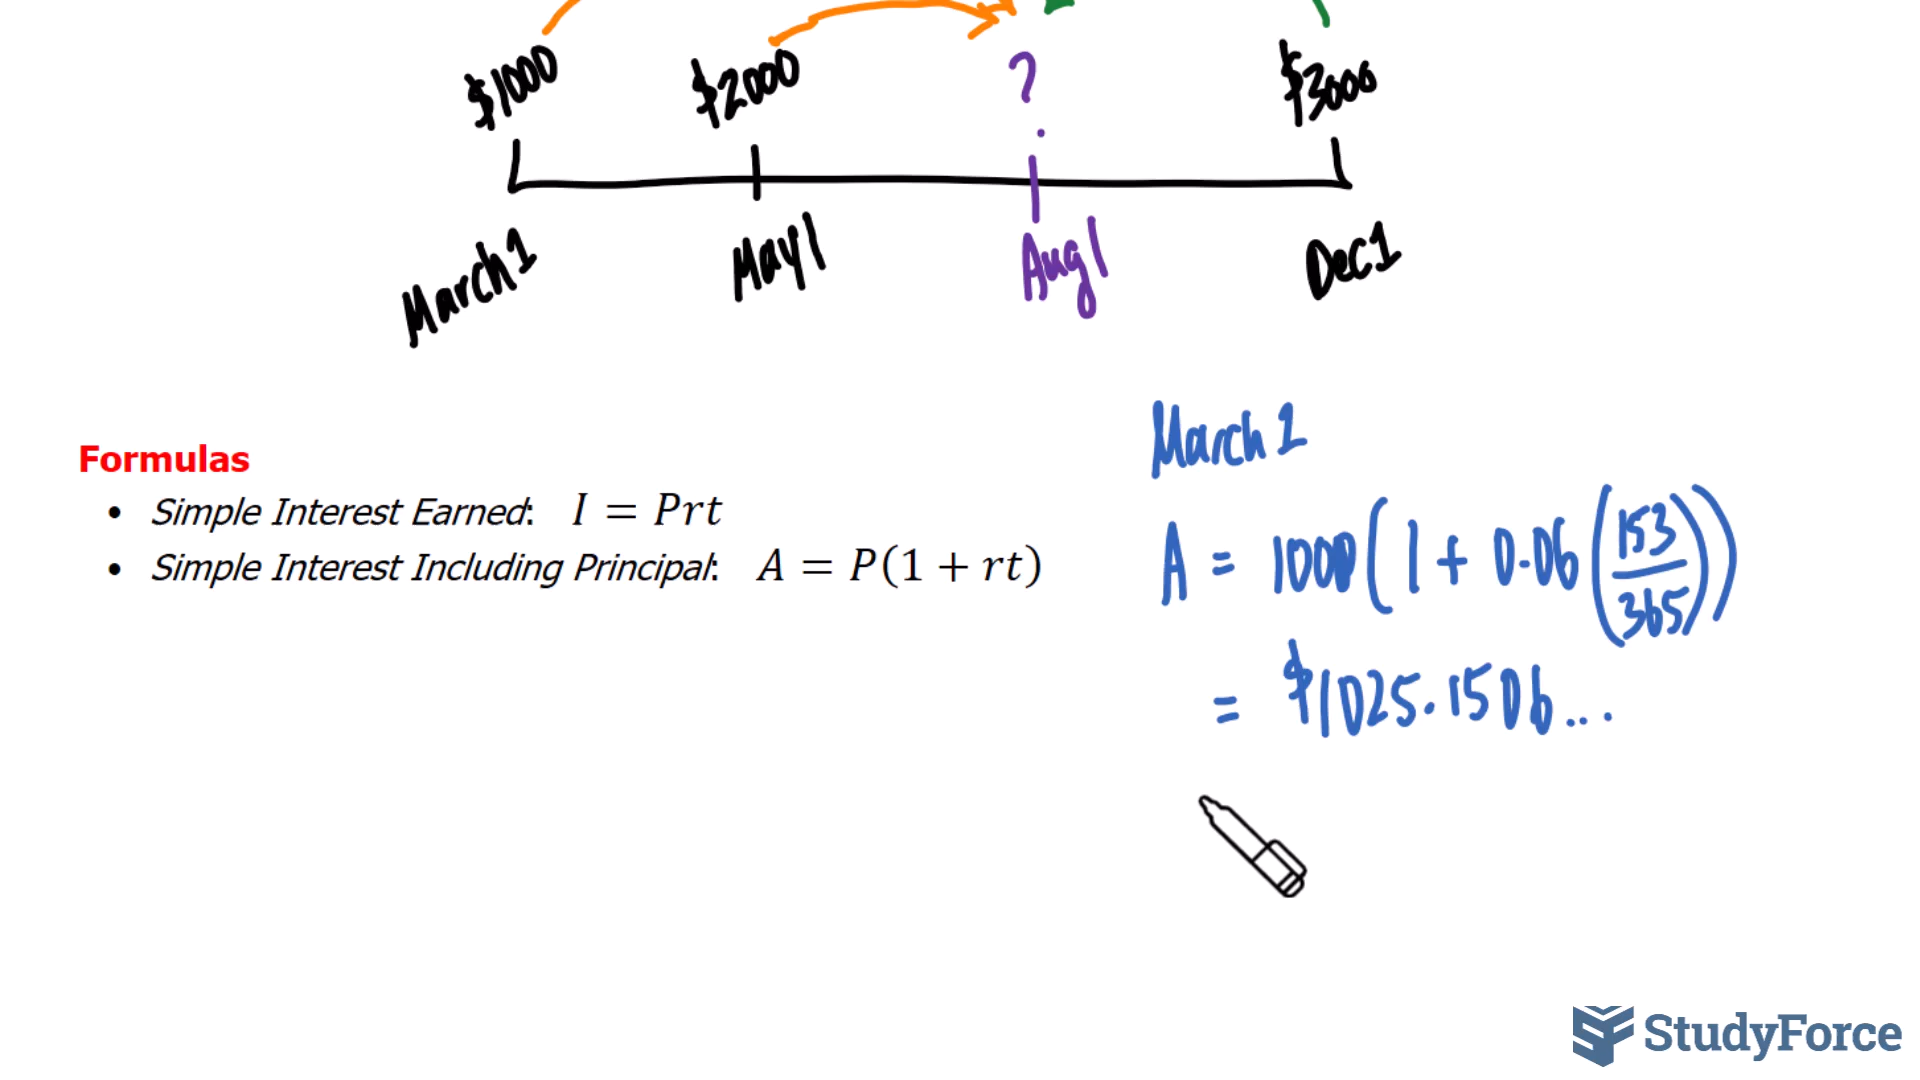 $1000 $2000 ? $3000
March 1 May 1 Aug 1 Dec 1
Formulas
• Simple Interest Earned: I = Prt
• Simple Interest Including Principal: A = P(1 + rt)
March 1
A = 1000(1 + 0.06(153/365))
= $1025.1506...
StudyForce